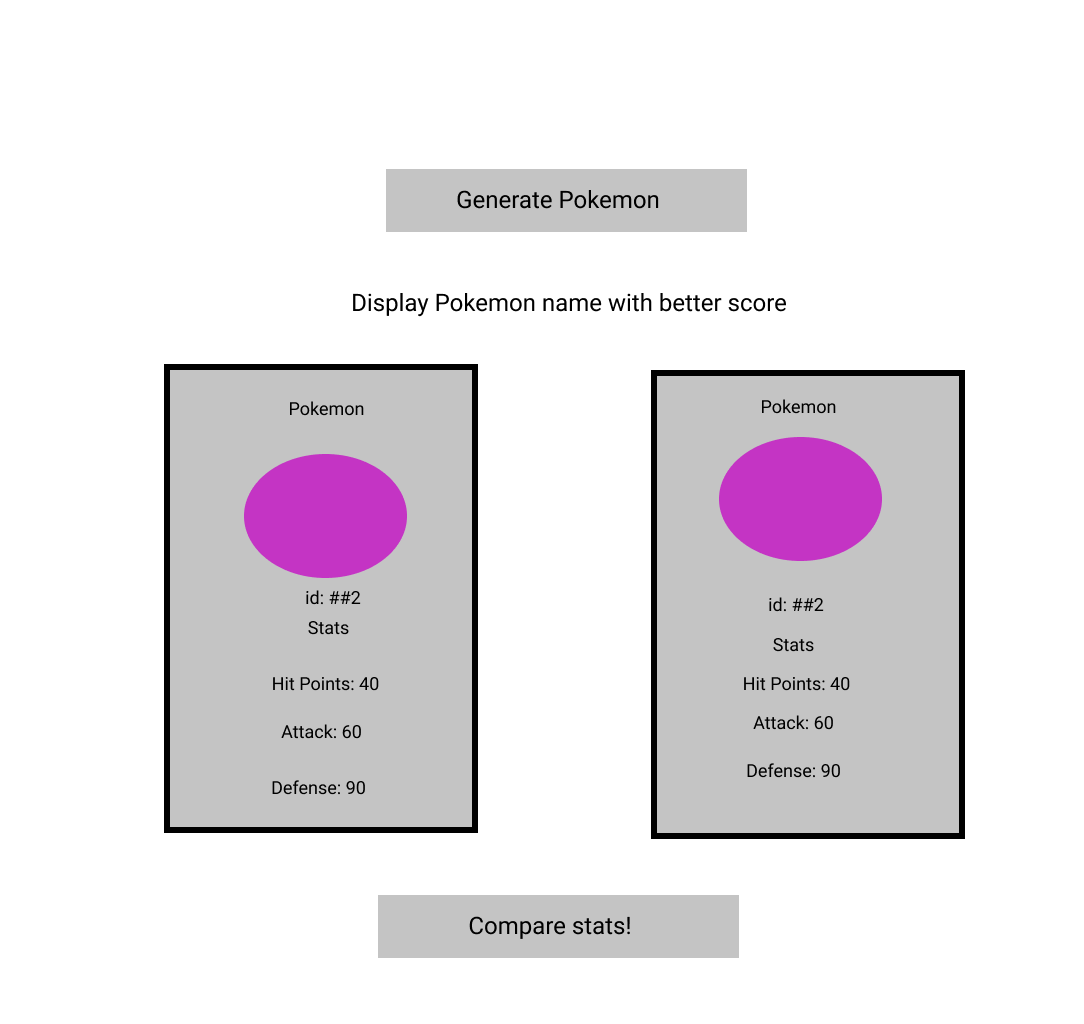 Generate Pokemon
Display Pokemon name with better score
Pokemon
id: ##2
Stats
Hit Points: 40
Attack: 60
Defense: 90
Pokemon
id: ##2
Stats
Hit Points: 40
Attack: 60
Defense: 90
Compare stats!